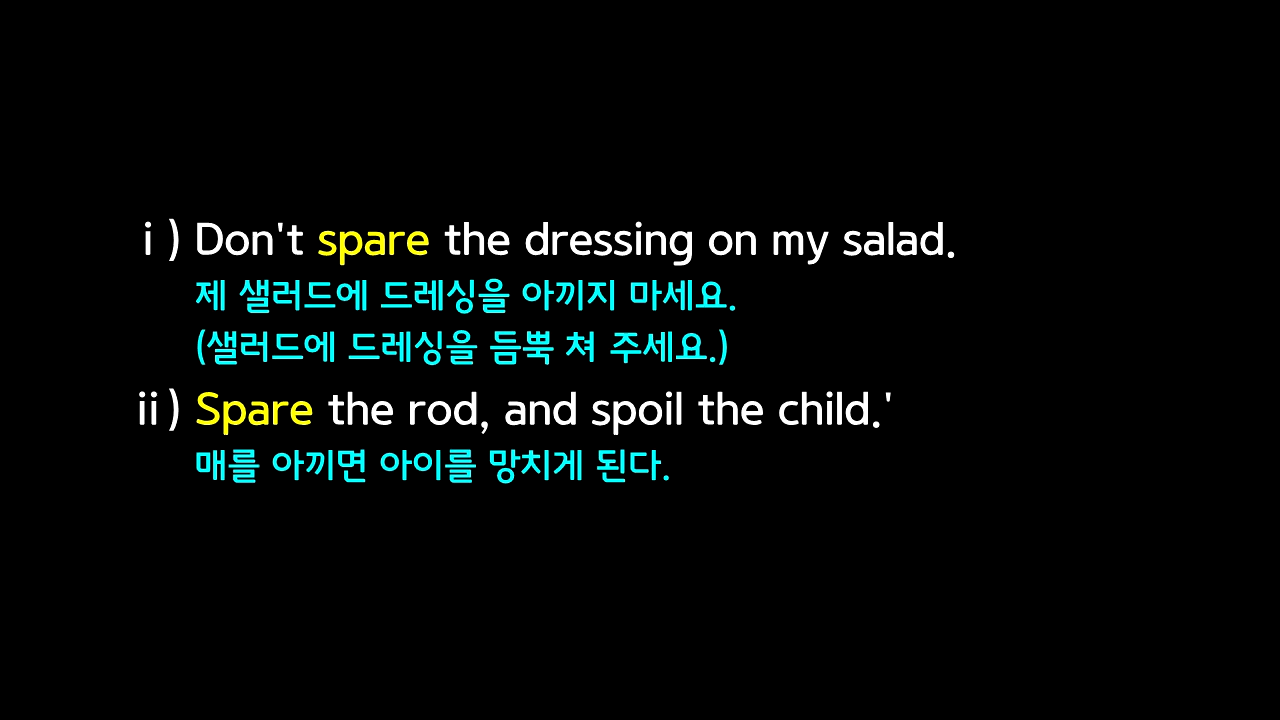 i ) Don't spare the dressing on my salad.
제 샐러드에 드레싱을 아끼지 마세요.
(샐러드에 드레싱을 듬뿍 쳐 주세요.)
ii ) Spare the rod, and spoil the child.'
매를 아끼면 아이를 망치게 된다.